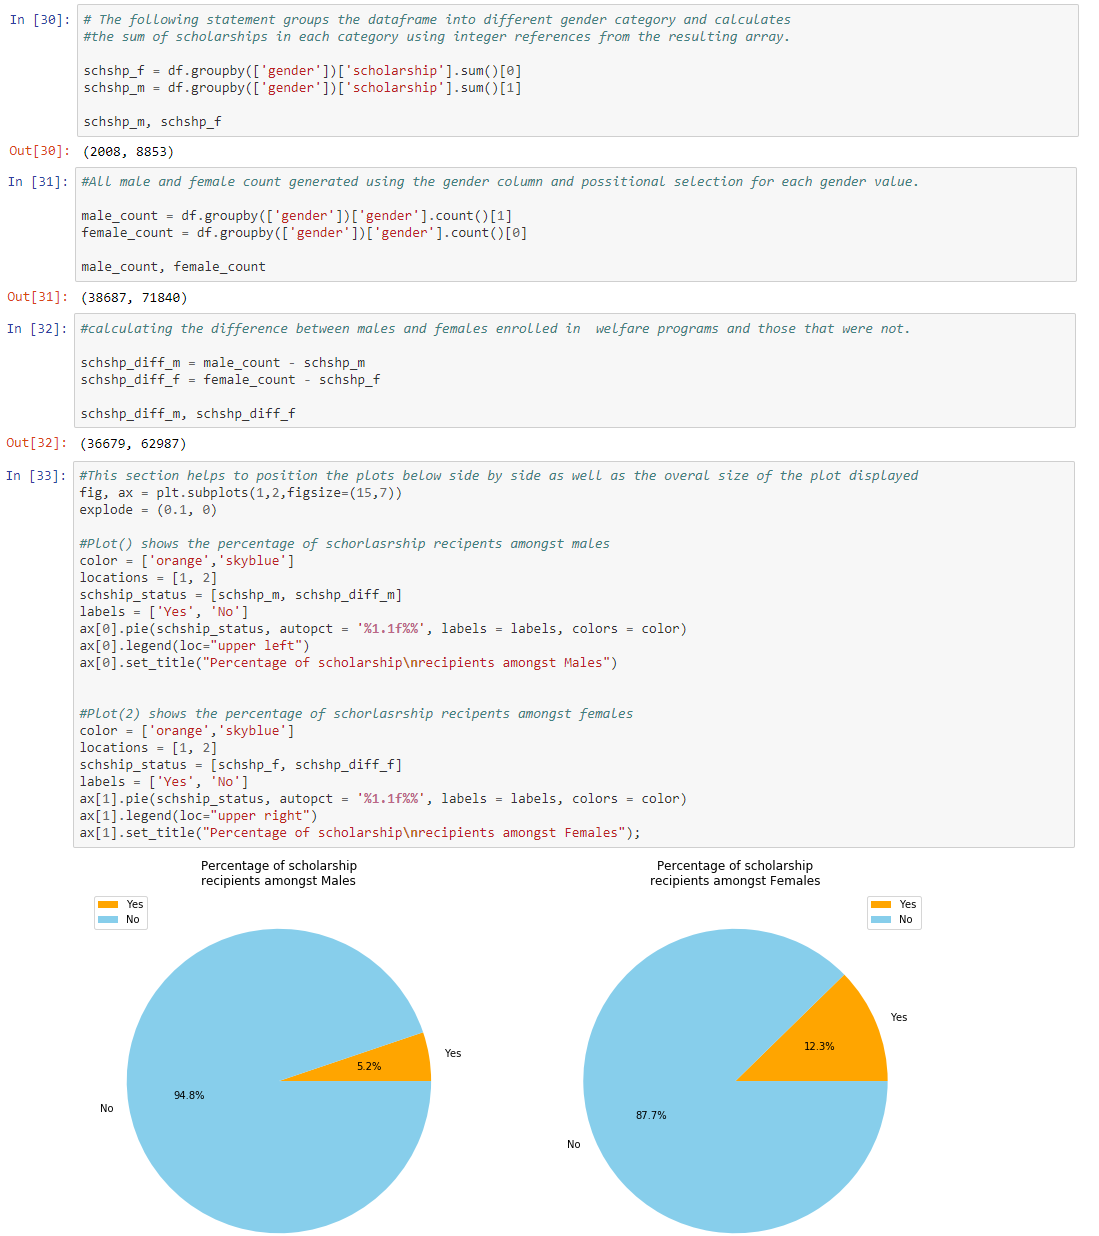 In [30]:
# The following statement groups the dataframe into different gender category and calculates
#the sum of scholarships in each category using integer references from the resulting array.
schshp_f = df.groupby(['gender'])['scholarship'].sum()[0]
schshp_m = df.groupby(['gender'])['scholarship'].sum()[1]
schshp_m, schshp_f
Out[30]: (2008, 8853)
In [31]:
#All male and female count generated using the gender column and possitional selection for each gender value.
male_count = df.groupby(['gender'])['gender'].count()[1]
female_count = df.groupby(['gender'])['gender'].count()[0]
male_count, female_count
Out[31]: (38687, 71840)
In [32]:
#calculating the difference between males and females enrolled in  welfare programs and those that were not.
schshp_diff_m = male_count - schshp_m
schshp_diff_f = female_count - schshp_f
schshp_diff_m, schshp_diff_f
Out[32]: (36679, 62987)
In [33]:
#This section helps to position the plots below side by side as well as the overal size of the plot displayed
fig, ax = plt.subplots(1,2,figsize=(15,7))
explode = (0.1, 0)
#Plot() shows the percentage of schorlasrship recipents amongst males
color = ['orange','skyblue']
locations = [1, 2]
schship_status = [schshp_m, schshp_diff_m]
labels = ['Yes', 'No']
ax[0].pie(schship_status, autopct = '%1.1f%%', labels = labels, colors = color)
ax[0].legend(loc="upper left")
ax[0].set_title("Percentage of scholarship\nrecipients amongst Males")
#Plot(2) shows the percentage of schorlasrship recipents amongst females
color = ['orange','skyblue']
locations = [1, 2]
schship_status = [schshp_f, schshp_diff_f]
labels = ['Yes', 'No']
ax[1].pie(schship_status, autopct = '%1.1f%%', labels = labels, colors = color)
ax[1].legend(loc="upper right")
ax[1].set_title("Percentage of scholarship\nrecipients amongst Females");
Percentage of scholarship
recipients amongst Males
Yes
No
Yes
5.2%
94.8%
No
Percentage of scholarship
recipients amongst Females
Yes
No
Yes
12.3%
87.7%
No